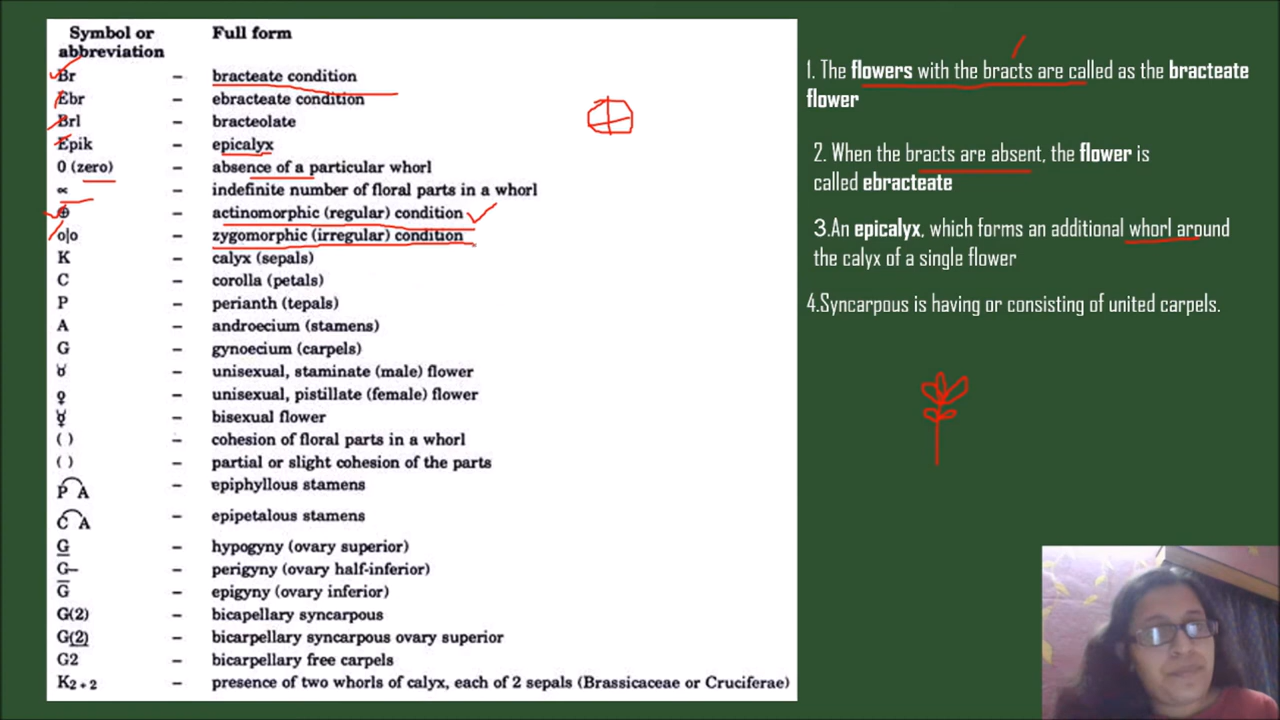 Symbol or Full form
abbreviation
Br – bracteate condition
Ebr – ebracteate condition
Brl – bracteolate
Epik – epicalyx
0 (zero) – absence of a particular whorl
∝ – indefinite number of floral parts in a whorl
⊕ – actinomorphic (regular) condition
o|o – zygomorphic (irregular) condition
K – calyx (sepals)
C – corolla (petals)
P – perianth (tepals)
A – androecium (stamens)
G – gynoecium (carpels)
– unisexual, staminate (male) flower
♀ – unisexual, pistillate (female) flower
– bisexual flower
( ) – cohesion of floral parts in a whorl
( ) – partial or slight cohesion of the parts
P A – epiphyllous stamens
C A – epipetalous stamens
G – hypogyny (ovary superior)
G– – perigyny (ovary half-inferior)
G – epigyny (ovary inferior)
G(2) – bicapellary syncarpous
G(2) – bicarpellary syncarpous ovary superior
G2 – bicarpellary free carpels
K2 + 2 – presence of two whorls of calyx, each of 2 sepals (Brassicaceae or Cruciferae)
1. The flowers with the bracts are called as the bracteate
flower
2. When the bracts are absent, the flower is
called ebracteate
3.An epicalyx, which forms an additional whorl around
the calyx of a single flower
4.Syncarpous is having or consisting of united carpels.